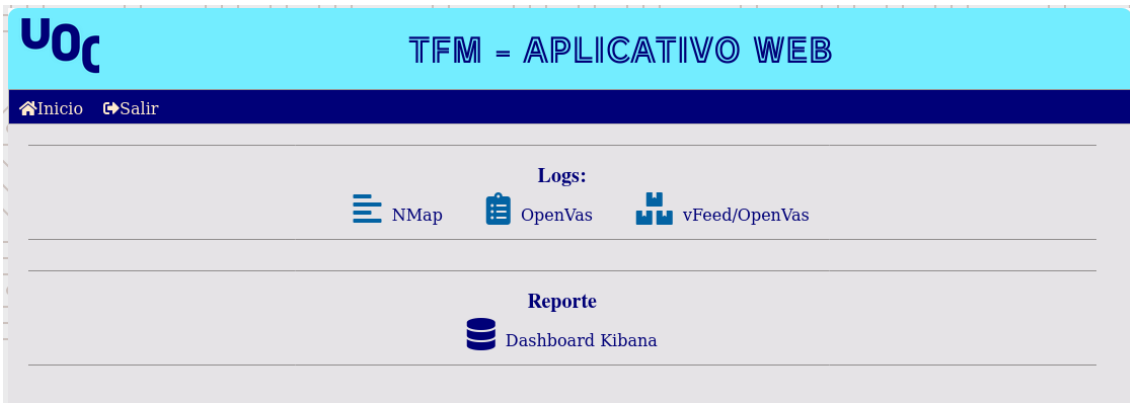 UOC
TFM - APLICATIVO WEB
Inicio Salir
Logs:
NMap OpenVas vFeed/OpenVas
Reporte
Dashboard Kibana